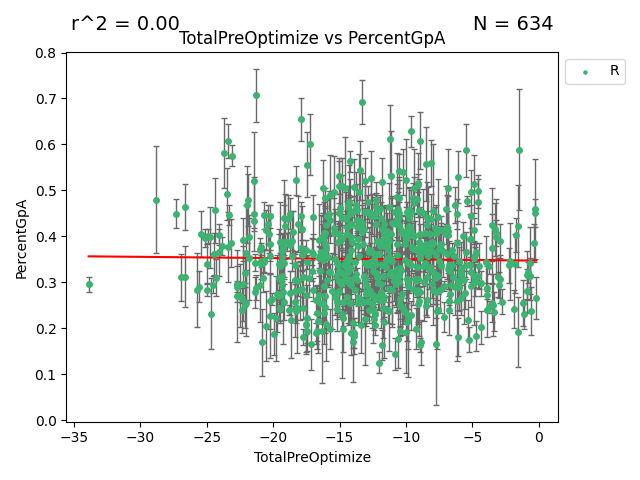 r^2 = 0.00
N = 634
TotalPreOptimize vs PercentGpA
R
0.8
0.7
0.6
0.5
0.4
0.3
0.2
0.1
0.0
PercentGpA
−35 −30 −25 −20 −15 −10 −5 0
TotalPreOptimize